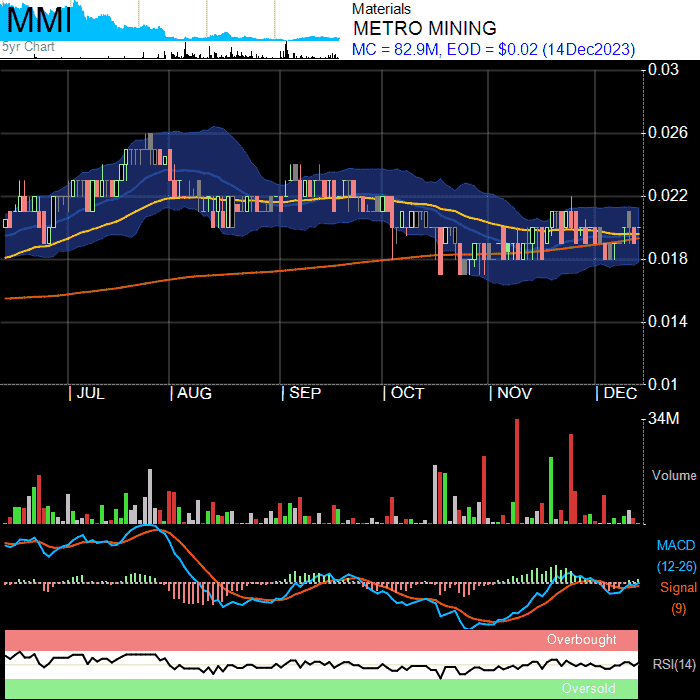 MMI
5yr Chart
Materials
METRO MINING
MC = 82.9M, EOD = $0.02 (14Dec2023)
0.03
0.026
0.022
0.018
0.014
0.01
JUL
AUG
SEP
OCT
NOV
DEC
34M
Volume
MACD
(12-26)
Signal
(9)
Overbought
RSI(14)
Oversold